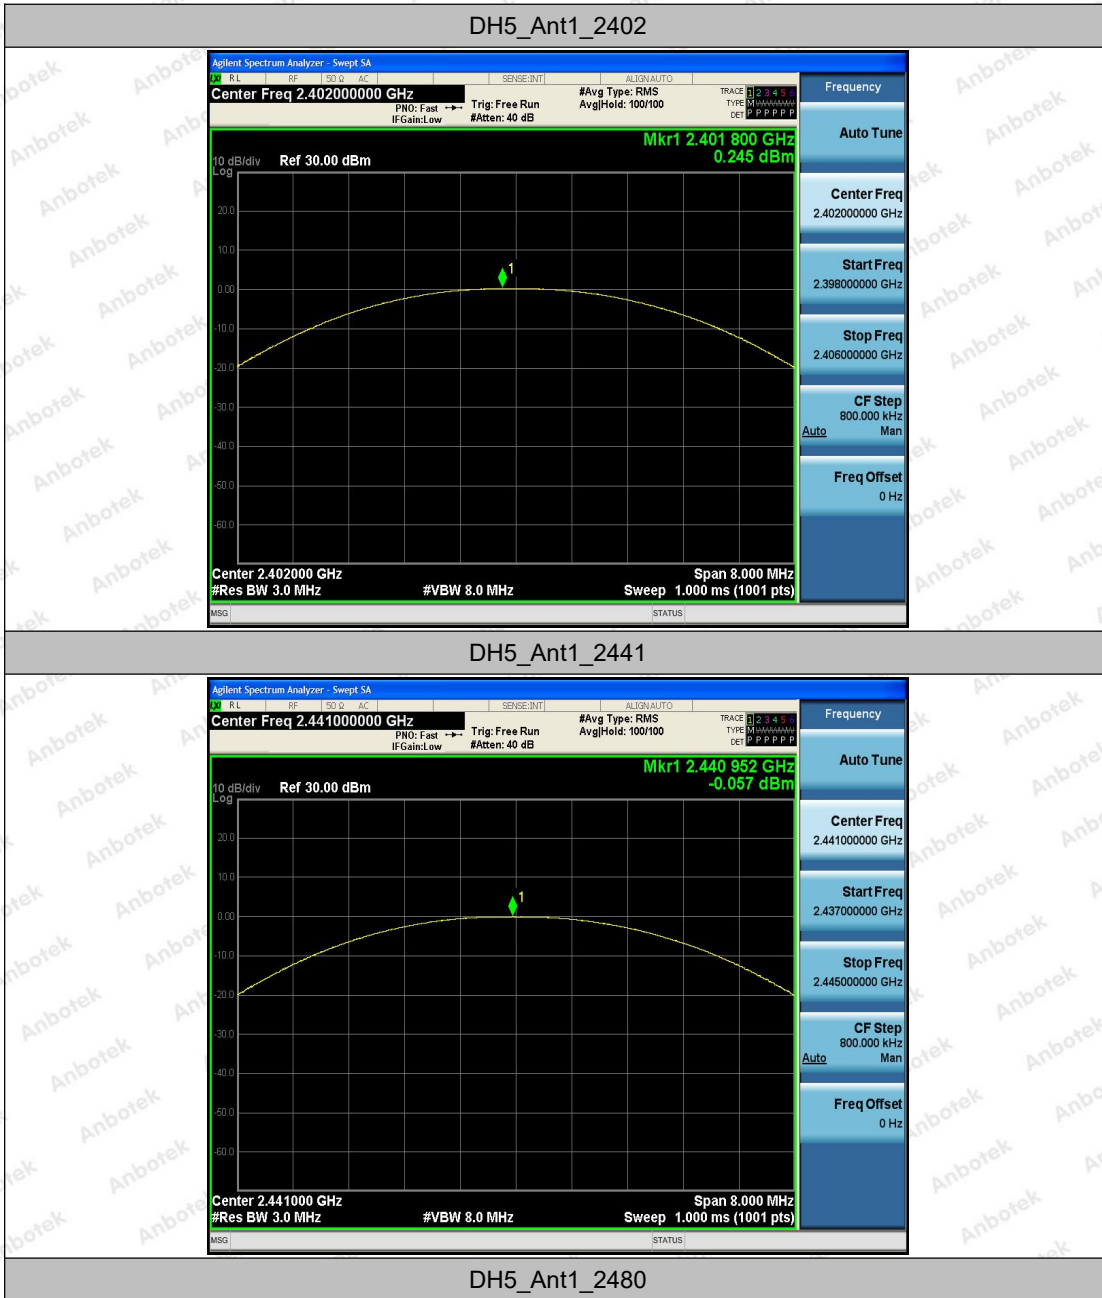 DH5_Ant1_2402
Agilent Spectrum Analyzer - Swept SA
LXI RL RF 50 Ω AC SENSE:INT ALIGNAUTO
Center Freq 2.402000000 GHz
PNO: Fast
IFGain:Low
Trig: Free Run
#Atten: 40 dB
#Avg Type: RMS
Avg|Hold: 100/100
TRACE 1 2 3 4 5 6
TYPE M WWWWW
DET P P P P P P
Mkr1 2.401 800 GHz
0.245 dBm
10 dB/div Ref 30.00 dBm
Log
20.0
10.0
0.00
-10.0
-20.0
-30.0
-40.0
-50.0
-60.0
1
Center 2.402000 GHz Span 8.000 MHz
#Res BW 3.0 MHz #VBW 8.0 MHz Sweep 1.000 ms (1001 pts)
MSG STATUS
Frequency
Auto Tune
Center Freq
2.402000000 GHz
Start Freq
2.398000000 GHz
Stop Freq
2.406000000 GHz
CF Step
800.000 kHz
Auto Man
Freq Offset
0 Hz
DH5_Ant1_2441
Agilent Spectrum Analyzer - Swept SA
LXI RL RF 50 Ω AC SENSE:INT ALIGNAUTO
Center Freq 2.441000000 GHz
PNO: Fast
IFGain:Low
Trig: Free Run
#Atten: 40 dB
#Avg Type: RMS
Avg|Hold: 100/100
TRACE 1 2 3 4 5 6
TYPE M WWWWW
DET P P P P P P
Mkr1 2.440 952 GHz
-0.057 dBm
10 dB/div Ref 30.00 dBm
Log
20.0
10.0
0.00
-10.0
-20.0
-30.0
-40.0
-50.0
-60.0
1
Center 2.441000 GHz Span 8.000 MHz
#Res BW 3.0 MHz #VBW 8.0 MHz Sweep 1.000 ms (1001 pts)
MSG STATUS
Frequency
Auto Tune
Center Freq
2.441000000 GHz
Start Freq
2.437000000 GHz
Stop Freq
2.445000000 GHz
CF Step
800.000 kHz
Auto Man
Freq Offset
0 Hz
DH5_Ant1_2480
Anbotek